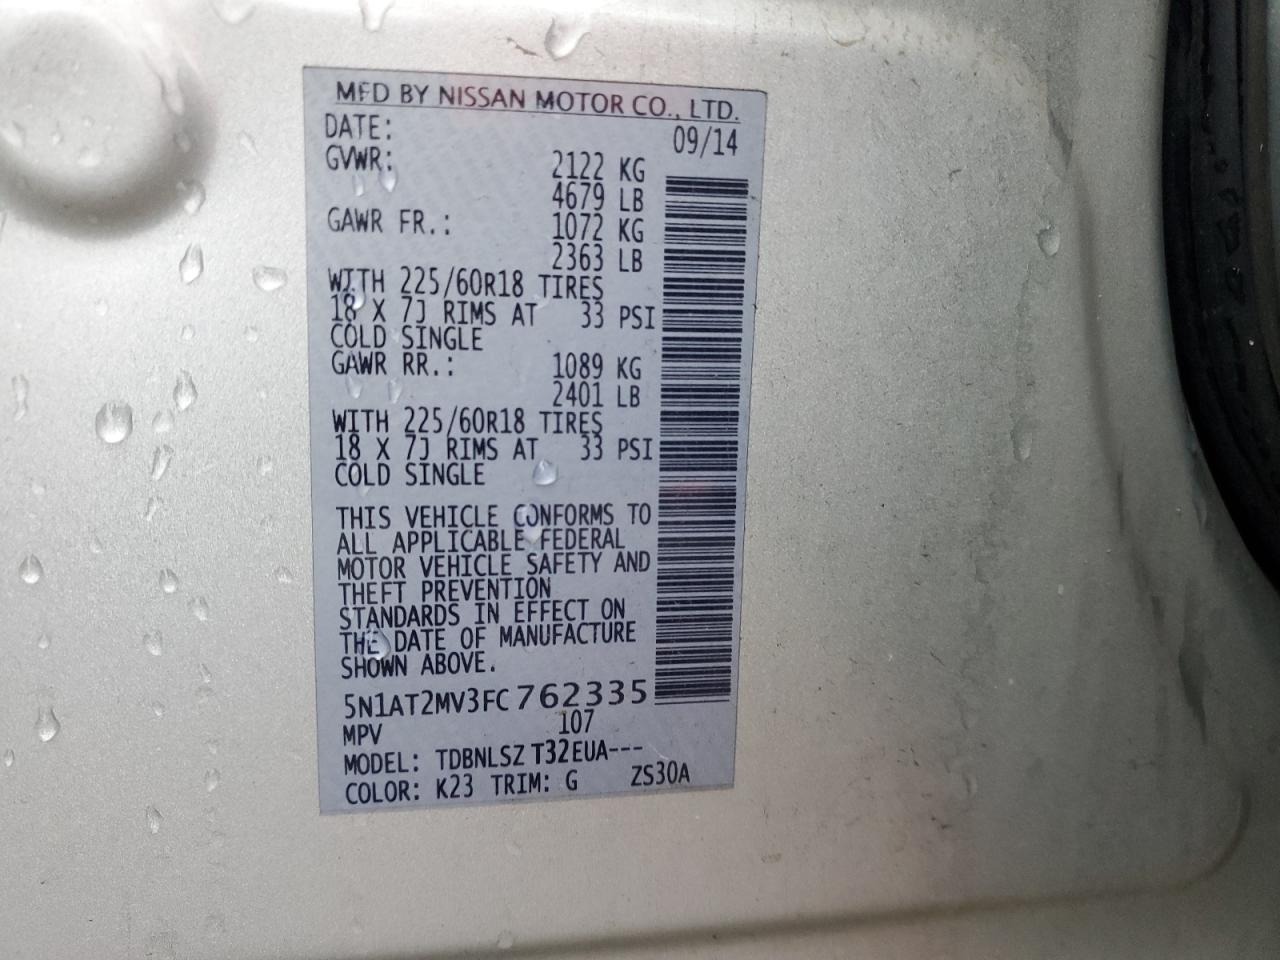 MFD BY NISSAN MOTOR CO., LTD.
DATE: 09/14
GVWR: 2122 KG
4679 LB
GAWR FR.: 1072 KG
2363 LB
WITH 225/60R18 TIRES
18 X 7J RIMS AT 33 PSI
COLD SINGLE
GAWR RR.: 1089 KG
2401 LB
WITH 225/60R18 TIRES
18 X 7J RIMS AT 33 PSI
COLD SINGLE
THIS VEHICLE CONFORMS TO
ALL APPLICABLE FEDERAL
MOTOR VEHICLE SAFETY AND
THEFT PREVENTION
STANDARDS IN EFFECT ON
THE DATE OF MANUFACTURE
SHOWN ABOVE.
5N1AT2MV3FC762335
MPV 107
MODEL: TDBNLSZ T32EUA---
COLOR: K23 TRIM: G ZS30A